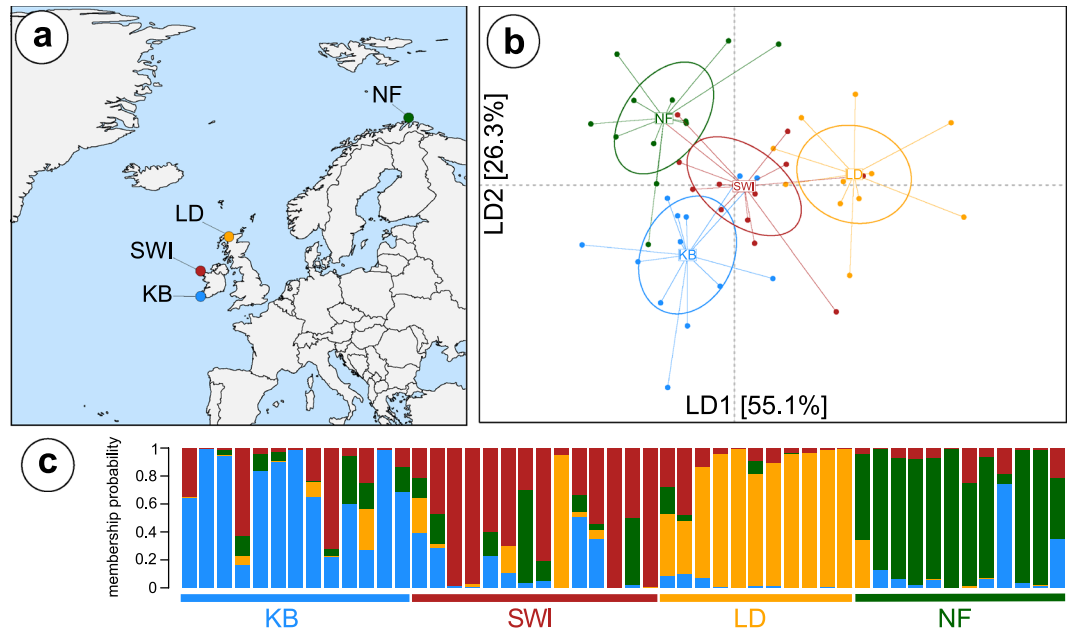 a
NF
LD
SWI
KB
b
LD2 [26.3%]
NF
LD
SWI
KB
LD1 [55.1%]
c
membership probability
1
0.8
0.6
0.4
0.2
0
KB SWI LD NF